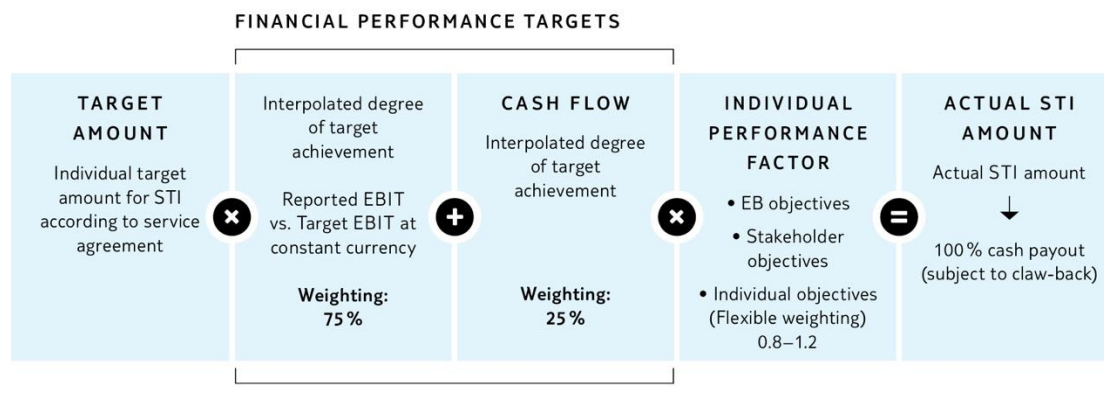 FINANCIAL PERFORMANCE TARGETS
TARGET
AMOUNT
Individual target
amount for STI
according to service
agreement
×
Interpolated degree
of target
achievement
Reported EBIT
vs. Target EBIT at
constant currency
Weighting:
75 %
+
CASH FLOW
Interpolated degree
of target
achievement
Weighting:
25 %
×
INDIVIDUAL
PERFORMANCE
FACTOR
• EB objectives
• Stakeholder
objectives
• Individual objectives
(Flexible weighting)
0.8–1.2
=
ACTUAL STI
AMOUNT
Actual STI amount
↓
100 % cash payout
(subject to claw-back)